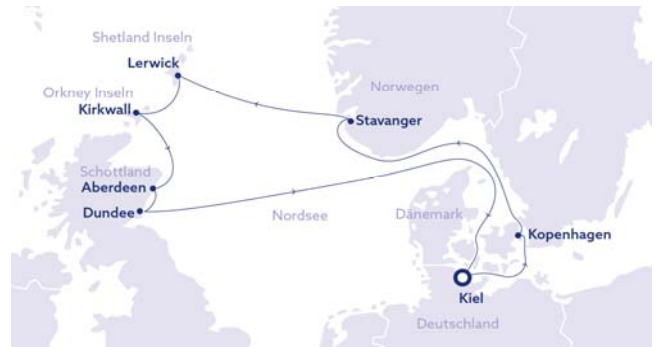 Shetland Inseln
Lerwick
Orkney Inseln
Kirkwall
Norwegen
Stavanger
Schottland
Aberdeen
Dundee
Nordsee
Dänemark
Kopenhagen
Kiel
Deutschland